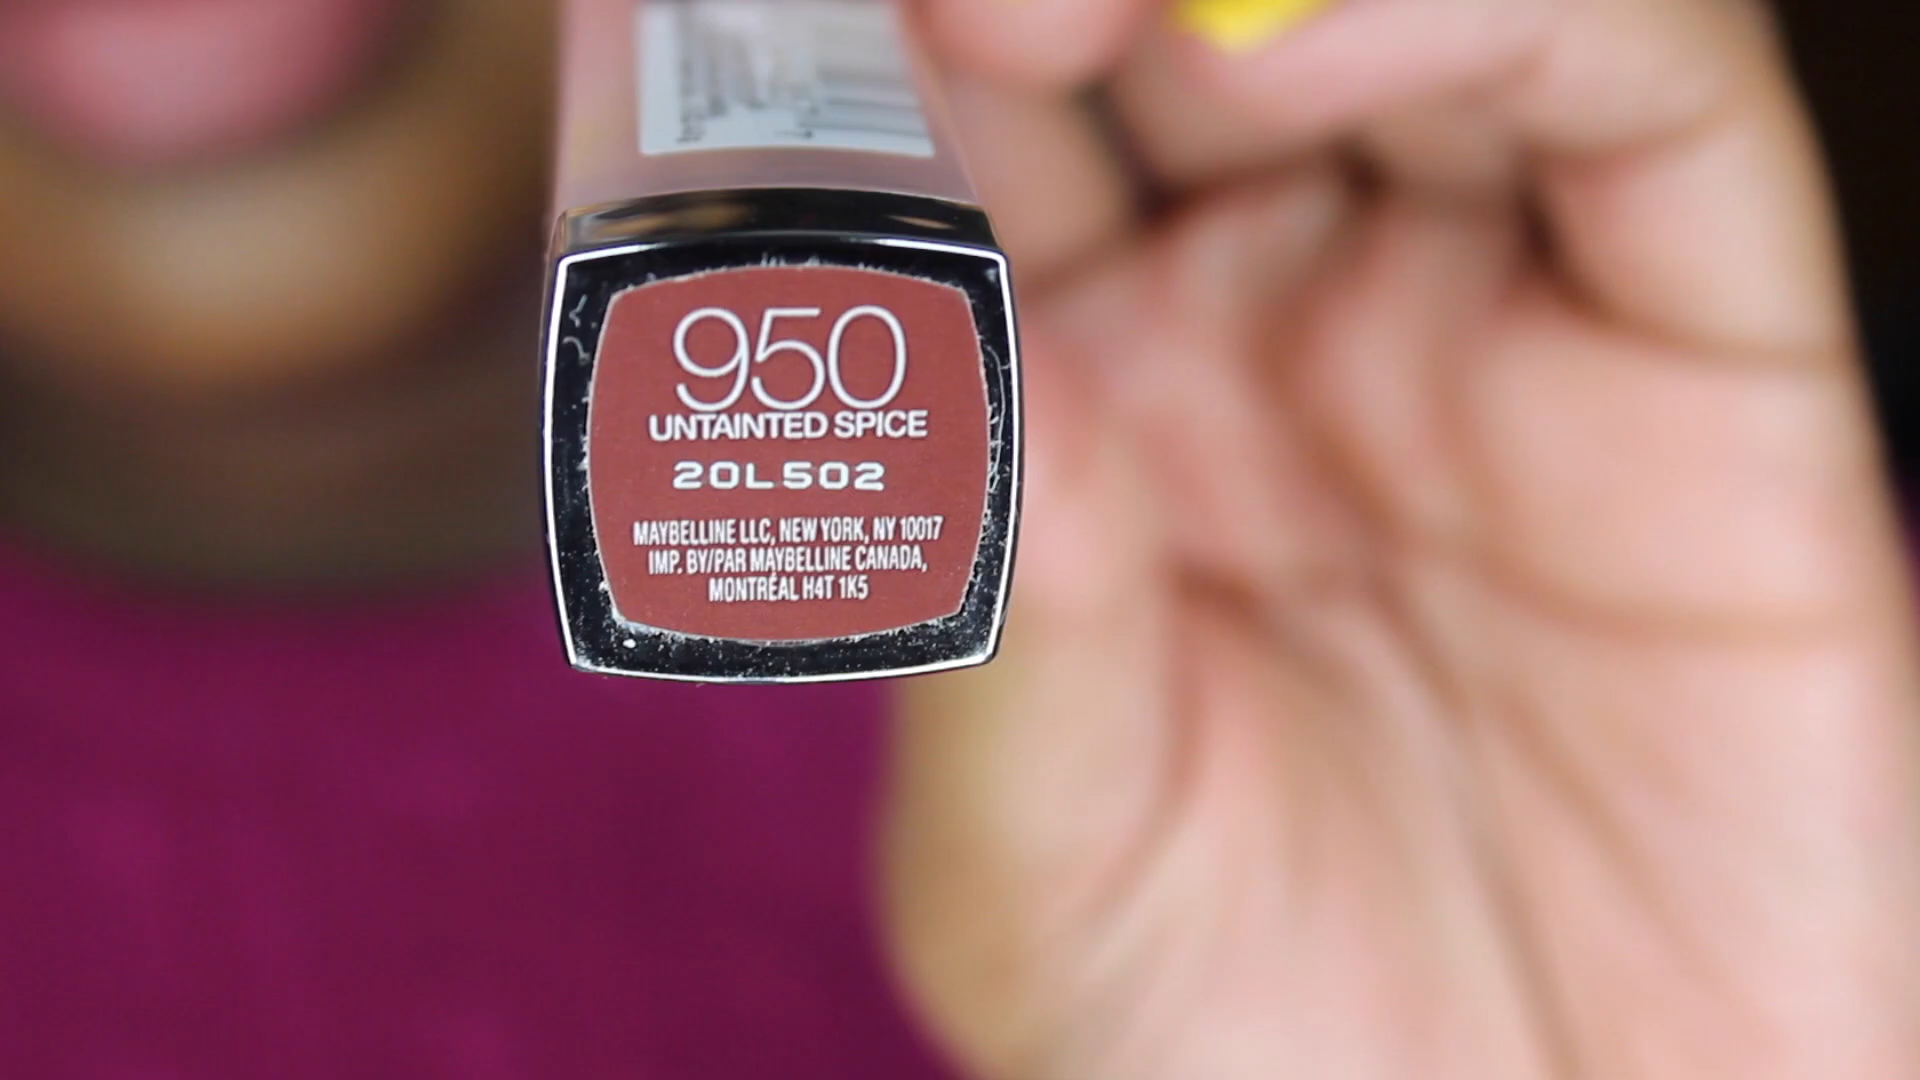 950
UNTAINTED SPICE
20L502
MAYBELLINE LLC, NEW YORK, NY 10017
IMP. BY/PAR MAYBELLINE CANADA,
MONTRÉAL H4T 1K5